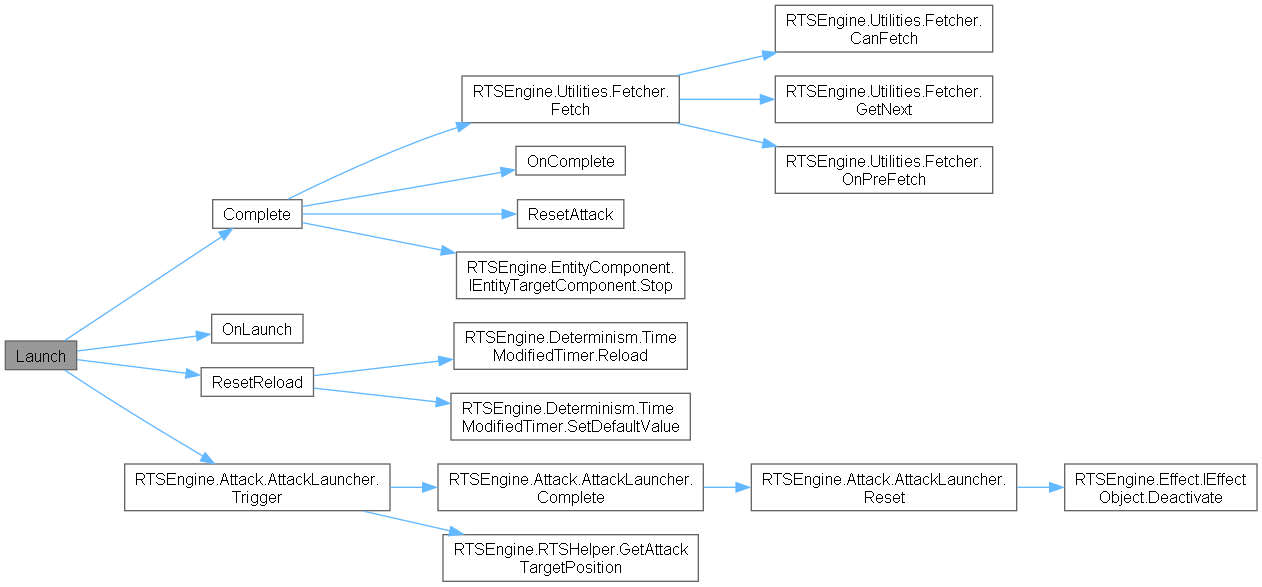 RTSEngine.Utilities.Fetcher.
CanFetch
RTSEngine.Utilities.Fetcher.
Fetch
RTSEngine.Utilities.Fetcher.
GetNext
OnComplete
RTSEngine.Utilities.Fetcher.
OnPreFetch
Complete
ResetAttack
RTSEngine.EntityComponent.
IEntityTargetComponent.Stop
OnLaunch
RTSEngine.Determinism.Time
ModifiedTimer.Reload
Launch
ResetReload
RTSEngine.Determinism.Time
ModifiedTimer.SetDefaultValue
RTSEngine.Attack.AttackLauncher.
Trigger
RTSEngine.Attack.AttackLauncher.
Complete
RTSEngine.Attack.AttackLauncher.
Reset
RTSEngine.Effect.IEffect
Object.Deactivate
RTSEngine.RTSHelper.GetAttack
TargetPosition